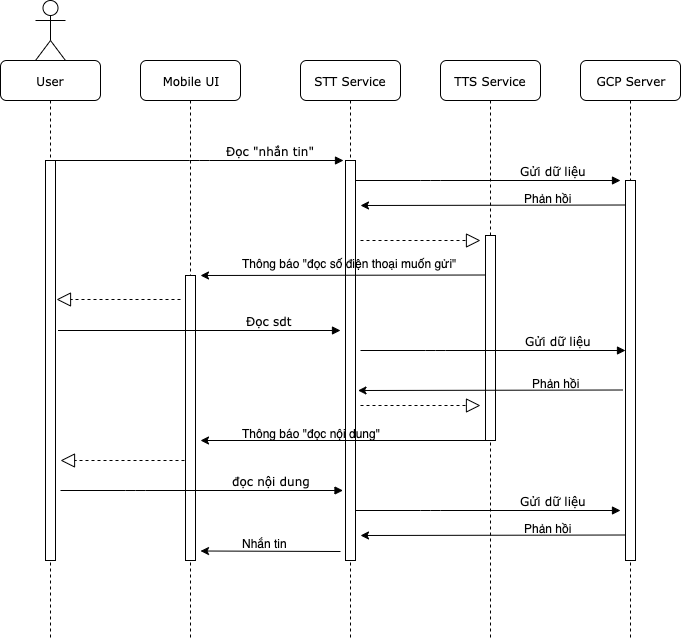 User
Mobile UI
STT Service
TTS Service
GCP Server
Đọc "nhắn tin"
Gửi dữ liệu
Phản hồi
Thông báo "đọc số điện thoại muốn gửi"
Đọc sdt
Gửi dữ liệu
Phản hồi
Thông báo "đọc nội dung"
đọc nội dung
Gửi dữ liệu
Phản hồi
Nhắn tin